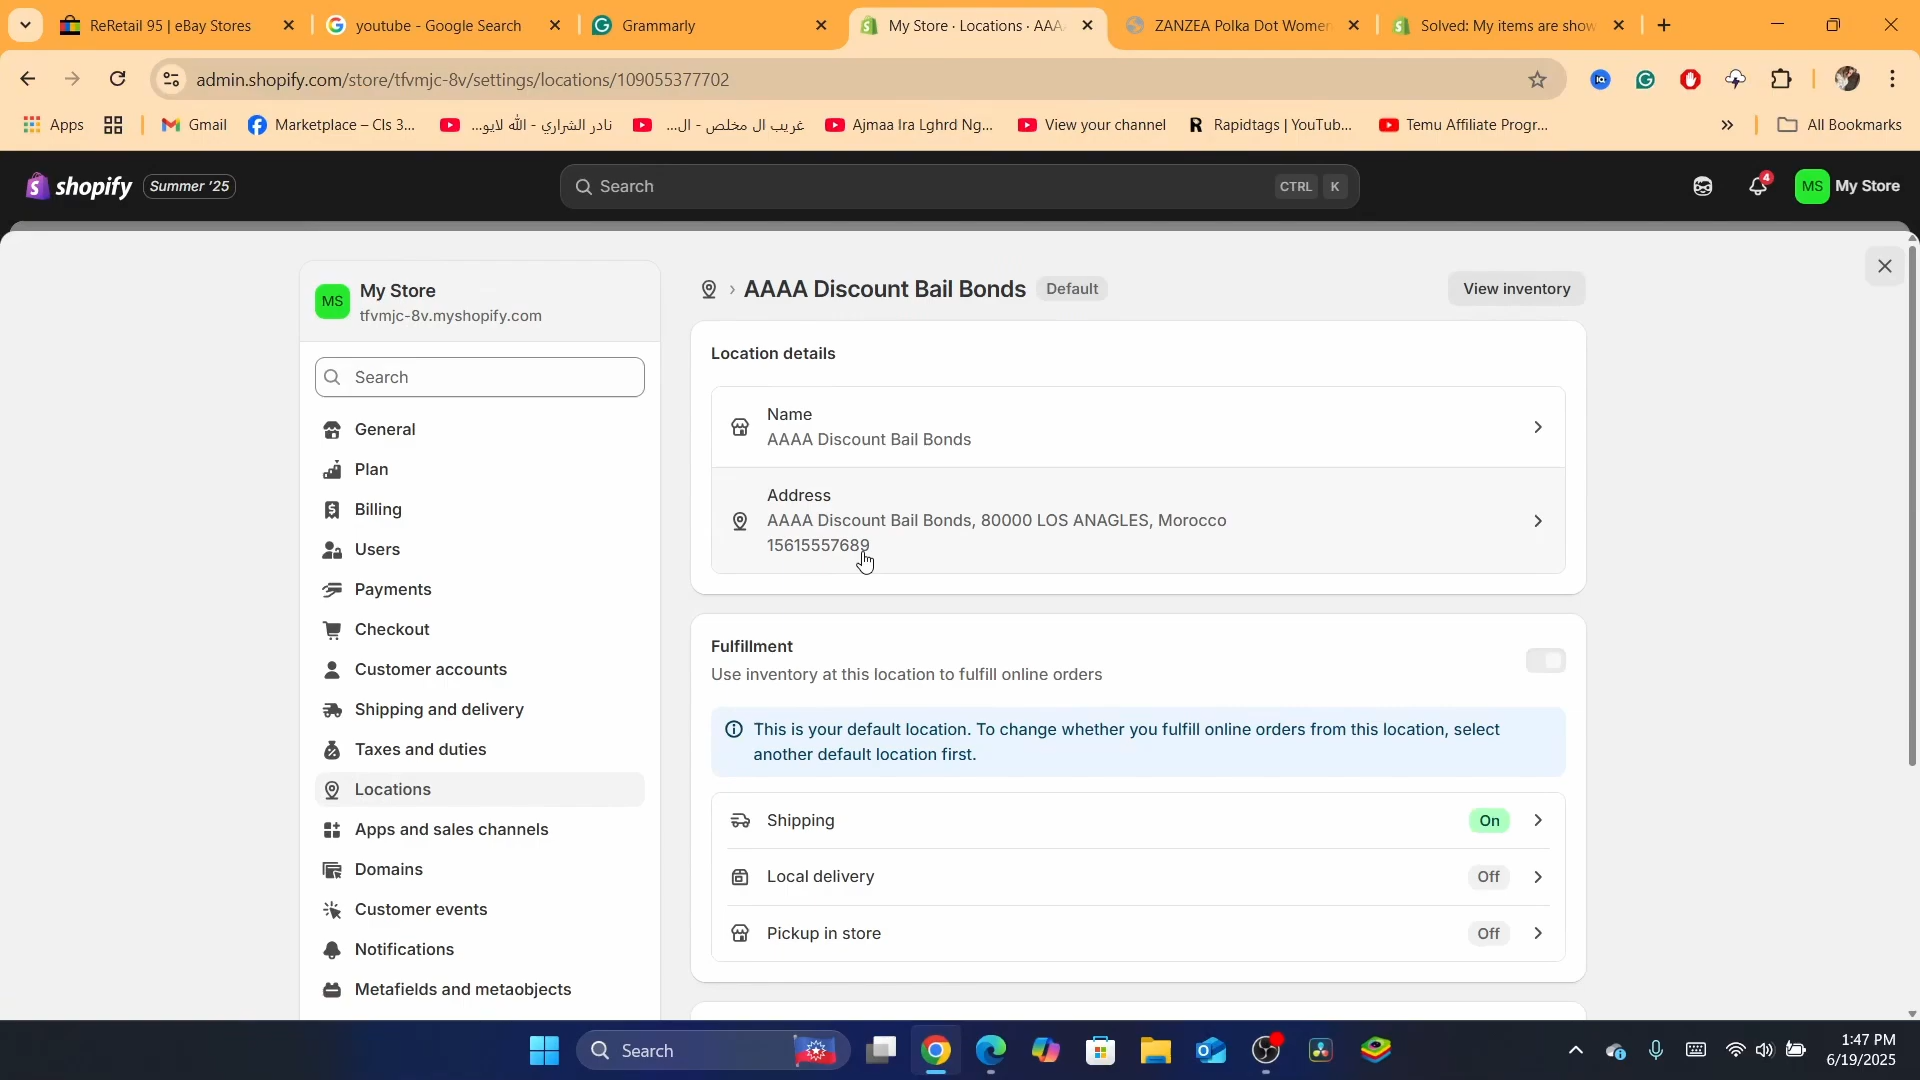 ReRetail 95 | eBay Stores
youtube - Google Search
Grammarly
My Store · Locations · AAA
ZANZEA Polka Dot Women
Solved: My items are show
admin.shopify.com/store/tfvmjc-8v/settings/locations/109055377702
Apps
Gmail
Marketplace – Cls 3...
نادر الشراري - الله لايو...
غريب ال مخلص - ال...
Ajmaa Ira Lghrd Ng...
View your channel
Rapidtags | YouTub...
Temu Affiliate Progr...
All Bookmarks
shopify
Summer '25
Search
CTRL K
4
MS
My Store
MS
My Store
tfvmjc-8v.myshopify.com
Search
General
Plan
Billing
Users
Payments
Checkout
Customer accounts
Shipping and delivery
Taxes and duties
Locations
Apps and sales channels
Domains
Customer events
Notifications
Metafields and metaobjects
AAAA Discount Bail Bonds
Default
View inventory
Location details
Name
AAAA Discount Bail Bonds
Address
AAAA Discount Bail Bonds, 80000 LOS ANAGLES, Morocco
15615557689
Fulfillment
Use inventory at this location to fulfill online orders
This is your default location. To change whether you fulfill online orders from this location, select
another default location first.
Shipping
On
Local delivery
Off
Pickup in store
Off
Search
1:47 PM
6/19/2025